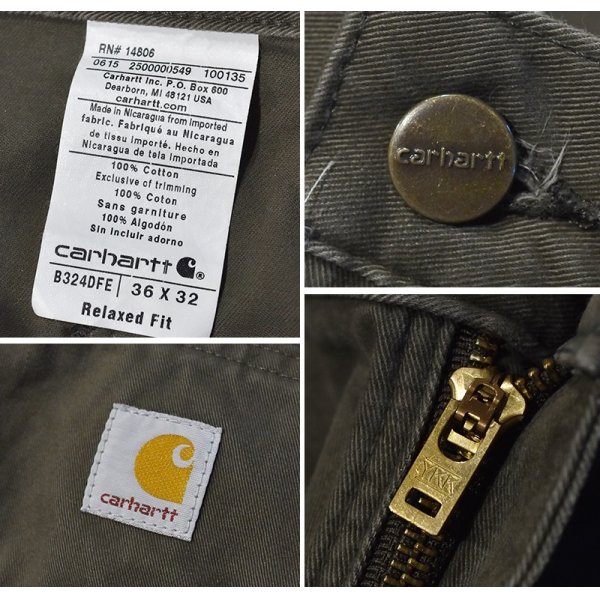 RN# 14806
0615 2500000549 100135
Carhartt Inc. P.O. Box 600
Dearborn, MI 48121 USA
carhartt.com
Made in Nicaragua from imported
fabric. Fabriqué au Nicaragua
de tissu importé. Hecho en
Nicaragua de tela importada
100% Cotton
Exclusive of trimming
100% Coton
Sans garniture
100% Algodón
Sin incluir adorno
carhartt ®
B324DFE 36 X 32
Relaxed Fit
carhartt
carhartt
YKK